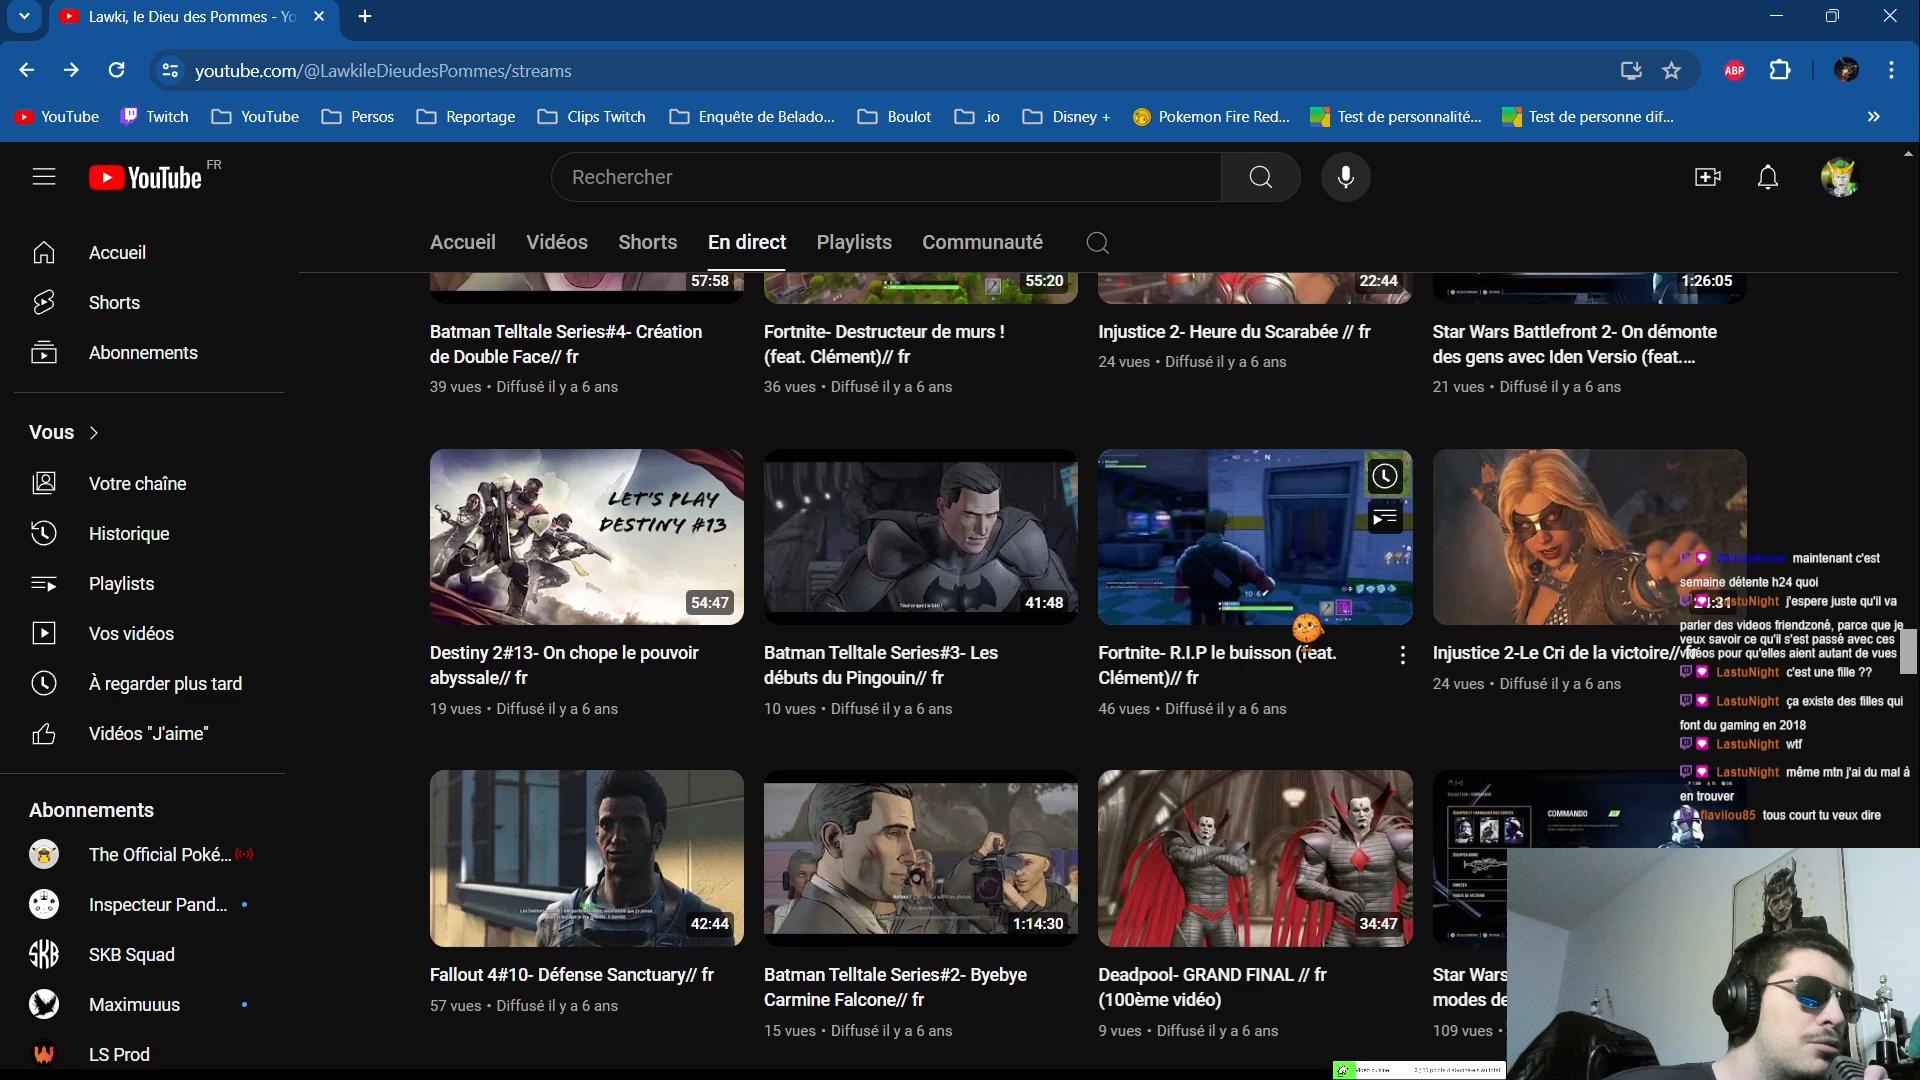 Lawki, le Dieu des Pommes - Yo
youtube.com/@LawkileDieudesPommes/streams
ABP
YouTube
Twitch
YouTube
Persos
Reportage
Clips Twitch
Enquête de Belado...
Boulot
.io
Disney +
Pokemon Fire Red...
Test de personnalité...
Test de personne dif...
YouTube FR
Rechercher
Accueil
Shorts
Abonnements
Vous
Votre chaîne
Historique
Playlists
Vos vidéos
À regarder plus tard
Vidéos "J'aime"
Abonnements
The Official Poké...
Inspecteur Pand...
SKB Squad
Maximuuus
LS Prod
Accueil
Vidéos
Shorts
En direct
Playlists
Communauté
57:58
55:20
22:44
1:26:05
Batman Telltale Series#4- Création
de Double Face// fr
39 vues • Diffusé il y a 6 ans
Fortnite- Destructeur de murs !
(feat. Clément)// fr
36 vues • Diffusé il y a 6 ans
Injustice 2- Heure du Scarabée // fr
24 vues • Diffusé il y a 6 ans
Star Wars Battlefront 2- On démonte
des gens avec Iden Versio (feat....
21 vues • Diffusé il y a 6 ans
LET'S PLAY
DESTINY #13
54:47
41:48
24:31
Destiny 2#13- On chope le pouvoir
abyssale// fr
19 vues • Diffusé il y a 6 ans
Batman Telltale Series#3- Les
débuts du Pingouin// fr
10 vues • Diffusé il y a 6 ans
Fortnite- R.I.P le buisson (feat.
Clément)// fr
46 vues • Diffusé il y a 6 ans
Injustice 2-Le Cri de la victoire// fr
24 vues • Diffusé il y a 6 ans
42:44
1:14:30
34:47
COMMANDO
Fallout 4#10- Défense Sanctuary// fr
57 vues • Diffusé il y a 6 ans
Batman Telltale Series#2- Byebye
Carmine Falcone// fr
15 vues • Diffusé il y a 6 ans
Deadpool- GRAND FINAL // fr
(100ème vidéo)
9 vues • Diffusé il y a 6 ans
Star Wars
modes de
109 vues •
maintenant c'est
semaine détente h24 quoi
LastuNight j'espere juste qu'il va
parler des videos friendzoné, parce que je
veux savoir ce qu'il s'est passé avec ces
vidéos pour qu'elles aient autant de vues
LastuNight c'est une fille ??
LastuNight ça existe des filles qui
font du gaming en 2018
LastuNight wtf
LastuNight même mtn j'ai du mal à
en trouver
flavilou85 tous court tu veux dire